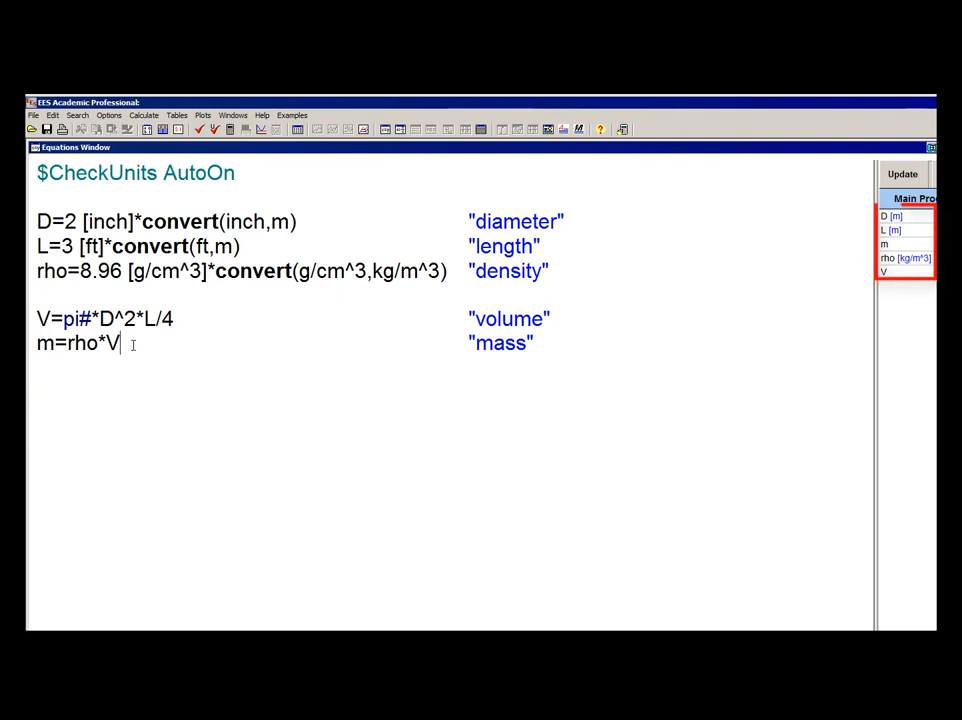 EES Academic Professional:
File Edit Search Options Calculate Tables Plots Windows Help Examples
Equations Window
$CheckUnits AutoOn
D=2 [inch]*convert(inch,m) "diameter"
L=3 [ft]*convert(ft,m) "length"
rho=8.96 [g/cm^3]*convert(g/cm^3,kg/m^3) "density"
V=pi#*D^2*L/4 "volume"
m=rho*V "mass"
Update
Main Pro
D [m]
L [m]
m
rho [kg/m^3]
V